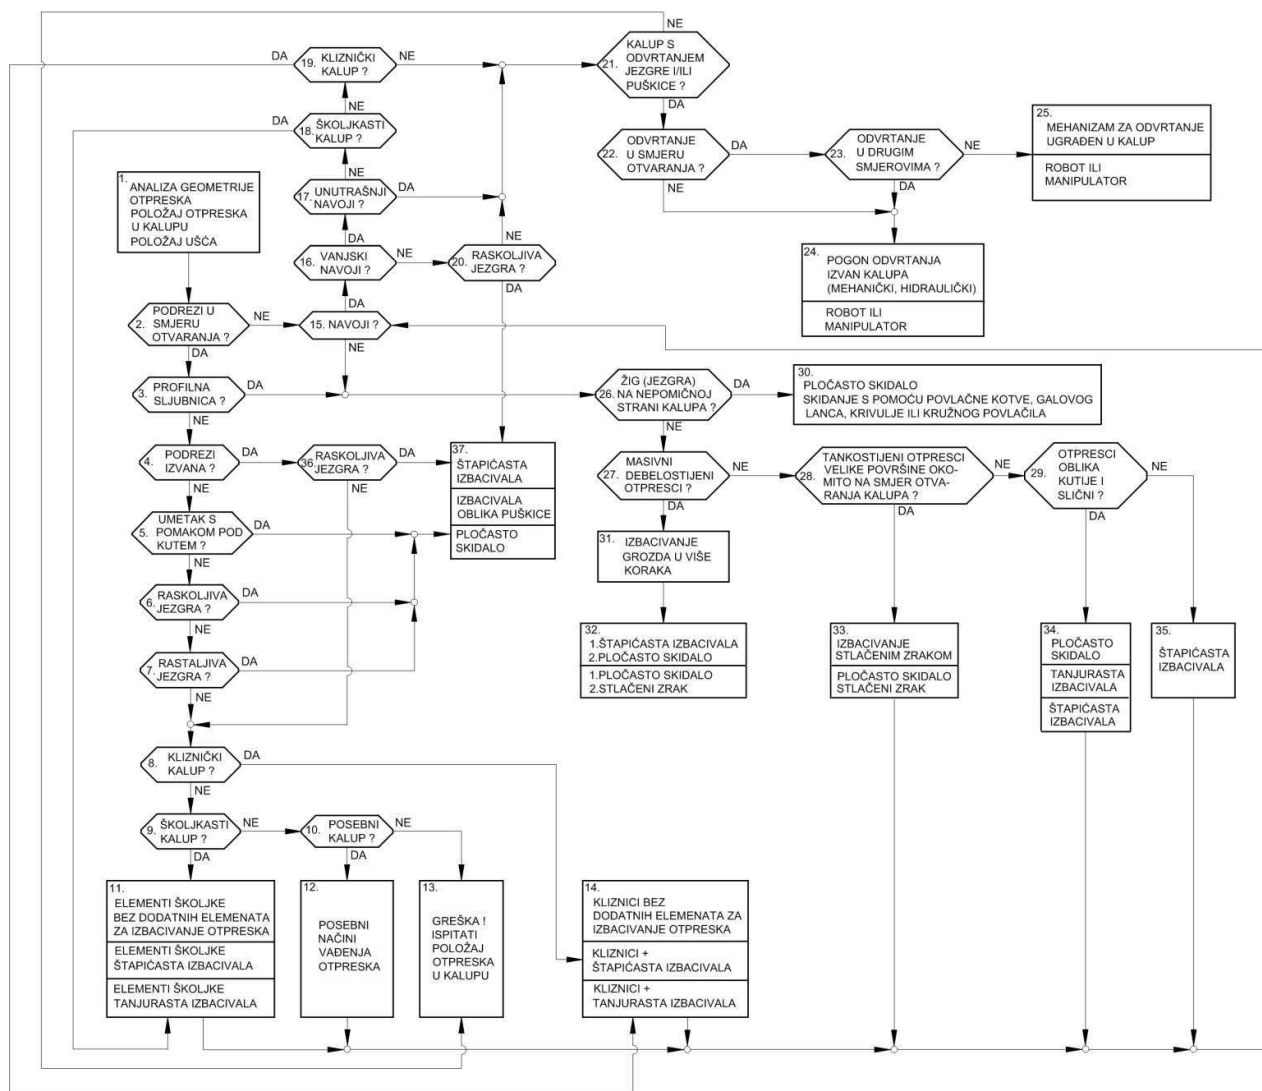 NE
DA
19. KLIZNIČKI
KALUP ?
NE
21. KALUP S
ODVRTANJEM
JEZGRE I/ILI
PUŠKICE ?
DA
NE
DA
18. ŠKOLJKASTI
KALUP ?
NE
22. ODVRTANJE
U SMJERU
OTVARANJA ?
DA
NE
23. ODVRTANJE
U DRUGIM
SMJEROVIMA ?
NE
DA
25.
MEHANIZAM ZA ODVRTANJE
UGRAĐEN U KALUP
ROBOT ILI
MANIPULATOR
1.
ANALIZA GEOMETRIJE
OTPRESKA
POLOŽAJ OTPRESKA
U KALUPU
POLOŽAJ UŠĆA
17. UNUTRAŠNJI
NAVOJI ?
DA
DA
16. VANJSKI
NAVOJI ?
NE
NE
20. RASKOLJIVA
JEZGRA ?
DA
24.
POGON ODVRTANJA
IZVAN KALUPA
(MEHANIČKI, HIDRAULIČKI)
ROBOT ILI
MANIPULATOR
2. PODREZI U
SMJERU
OTVARANJA ?
NE
DA
DA
15. NAVOJI ?
NE
3. PROFILNA
SLJUBNICA ?
DA
NE
26. ŽIG (JEZGRA)
NA NEPOMIČNOJ
STRANI KALUPA ?
DA
NE
30.
PLOČASTO SKIDALO
SKIDANJE S POMOĆU POVLAČNE KOTVE, GALOVOG
LANCA, KRIVULJE ILI KRUŽNOG POVLAČILA
4. PODREZI
IZVANA ?
DA
NE
36. RASKOLJIVA
JEZGRA ?
DA
NE
37.
ŠTAPIĆASTA
IZBACIVALA
IZBACIVALA
OBLIKA PUŠKICE
PLOČASTO
SKIDALO
27. MASIVNI
DEBELOSTIJENI
OTPRESCI ?
NE
DA
28. TANKOSTIJENI OTPRESCI
VELIKE POVRŠINE OKO-
MITO NA SMJER OTVA-
RANJA KALUPA ?
NE
DA
29. OTPRESCI
OBLIKA
KUTIJE I
SLIČNI ?
NE
DA
5. UMETAK S
POMAKOM POD
KUTEM ?
DA
NE
31.
IZBACIVANJE
GROZDA U VIŠE
KORAKA
6. RASKOLJIVA
JEZGRA ?
DA
NE
7. RASTALJIVA
JEZGRA ?
DA
NE
32.
1.ŠTAPIĆASTA IZBACIVALA
2.PLOČASTO SKIDALO
1.PLOČASTO SKIDALO
2.STLAČENI ZRAK
33.
IZBACIVANJE
STLAČENIM ZRAKOM
PLOČASTO SKIDALO
STLAČENI ZRAK
34.
PLOČASTO
SKIDALO
TANJURASTA
IZBACIVALA
ŠTAPIĆASTA
IZBACIVALA
35.
ŠTAPIĆASTA
IZBACIVALA
8. KLIZNIČKI
KALUP ?
DA
NE
9. ŠKOLJKASTI
KALUP ?
NE
DA
10. POSEBNI
KALUP ?
NE
DA
11.
ELEMENTI ŠKOLJKE
BEZ DODATNIH ELEMENATA
ZA IZBACIVANJE OTPRESKA
ELEMENTI ŠKOLJKE
ŠTAPIĆASTA IZBACIVALA
ELEMENTI ŠKOLJKE
TANJURASTA IZBACIVALA
12.
POSEBNI
NAČINI
VAĐENJA
OTPRESKA
13.
GREŠKA !
ISPITATI
POLOŽAJ
OTPRESKA
U KALUPU
14.
KLIZNICI BEZ
DODATNIH ELEMENATA ZA
IZBACIVANJE OTPRESKA
KLIZNICI +
ŠTAPIĆASTA IZBACIVALA
KLIZNICI +
TANJURASTA IZBACIVALA